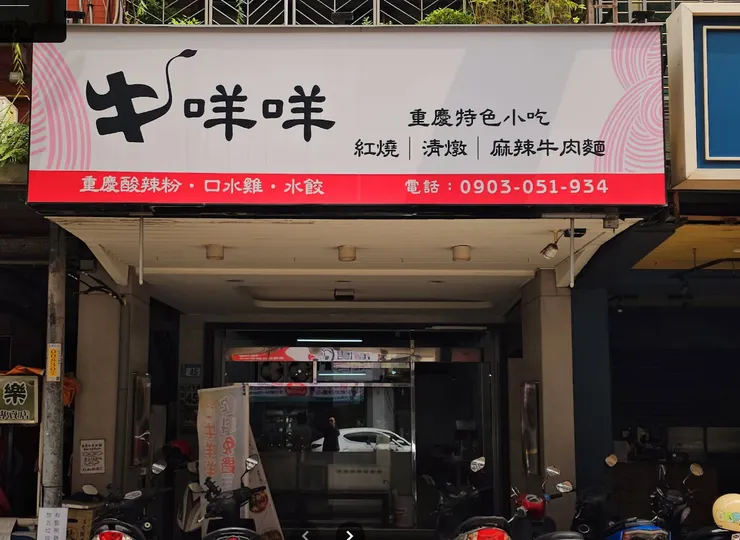 牛咩咩
重慶特色小吃
紅燒｜清燉｜麻辣牛肉麵
重慶酸辣粉・口水雞・水餃
電話：0903-051-934
樂